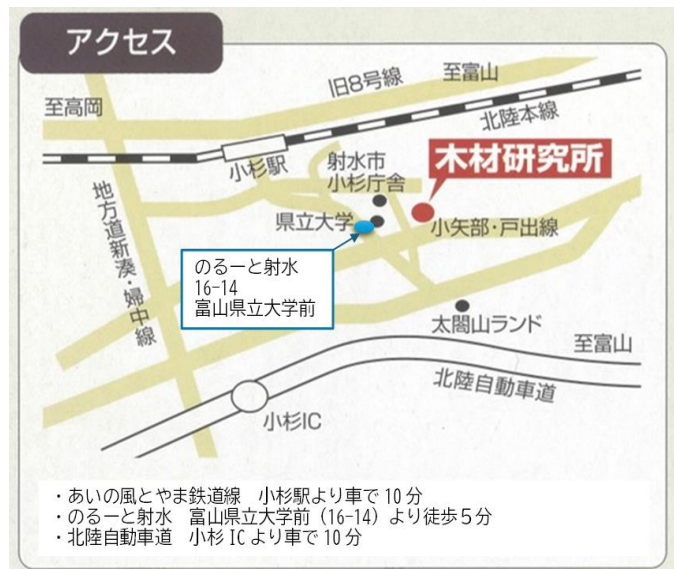 アクセス
旧8号線
至富山
至高岡
北陸本線
小杉駅
射水市
小杉庁舎
木材研究所
県立大学
小矢部・戸出線
地方道新湊・婦中線
のるーと射水
16-14
富山県立大学前
太閤山ランド
至富山
北陸自動車道
小杉IC
・あいの風とやま鉄道線 小杉駅より車で10分
・のるーと射水 富山県立大学前（16-14）より徒歩５分
・北陸自動車道 小杉ICより車で10分